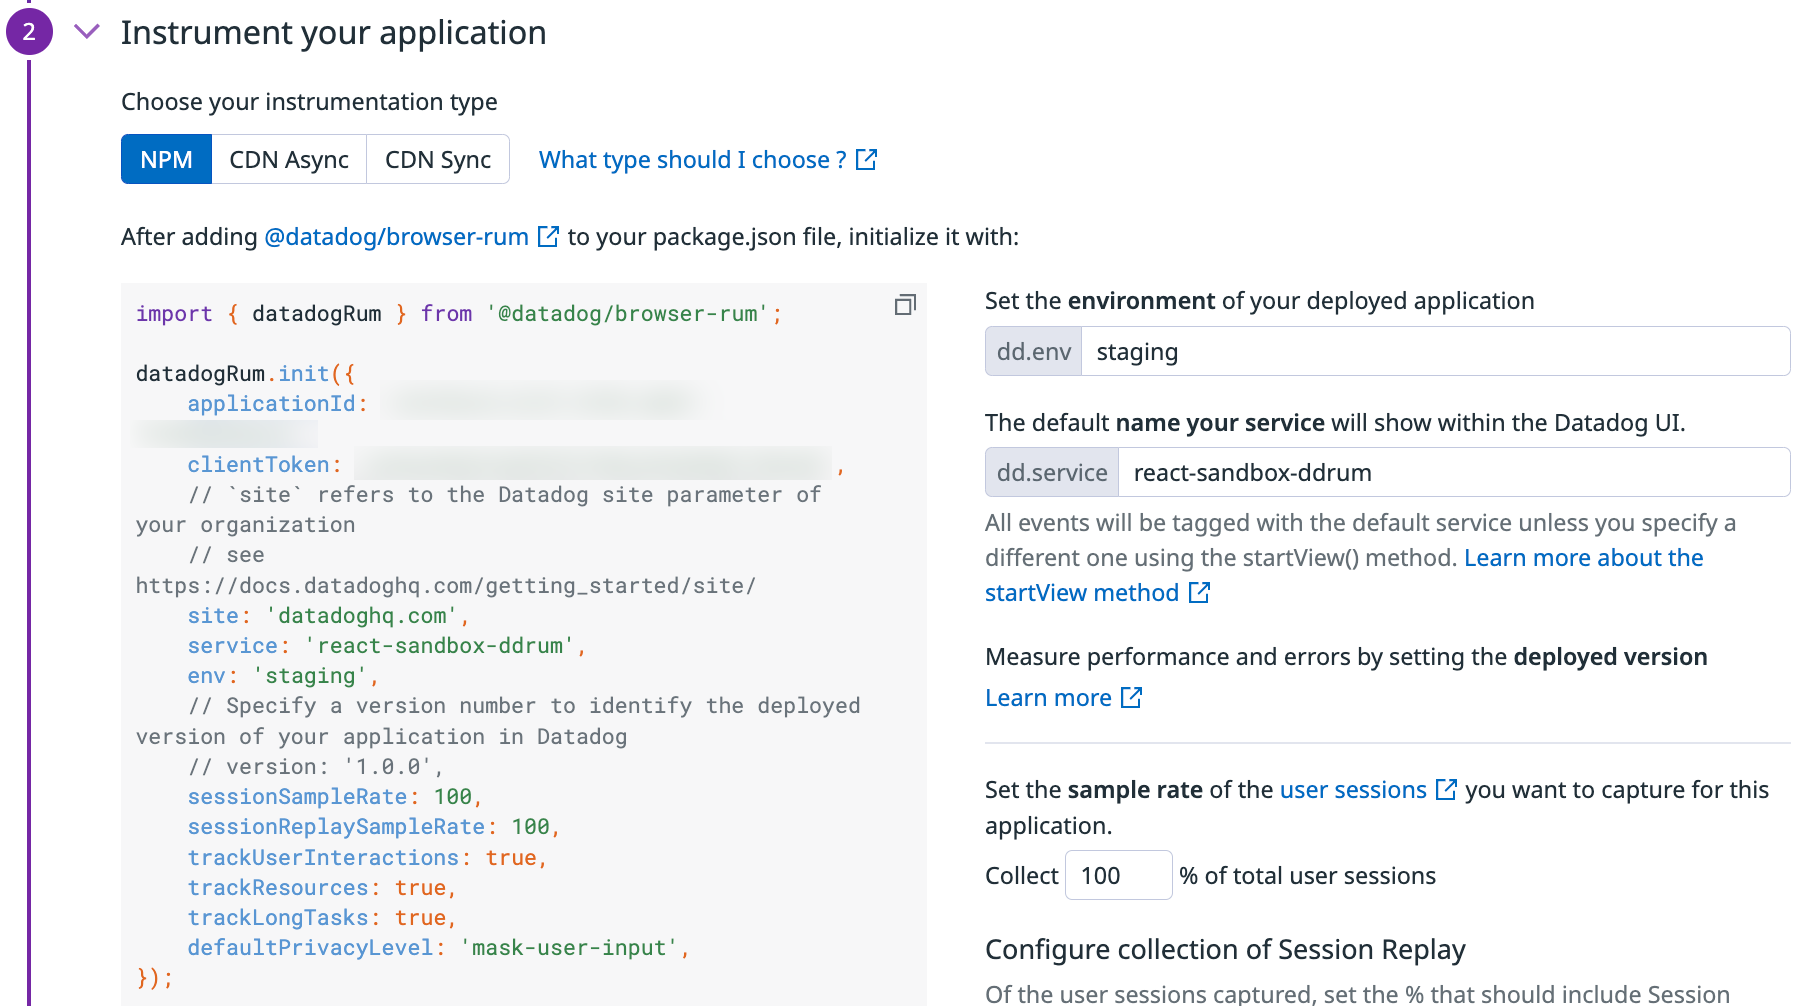 2
Instrument your application
Choose your instrumentation type
NPM CDN Async CDN Sync What type should I choose ?
After adding @datadog/browser-rum to your package.json file, initialize it with:
import { datadogRum } from '@datadog/browser-rum';
datadogRum.init({
applicationId:
clientToken: ,
// `site` refers to the Datadog site parameter of
your organization
// see
https://docs.datadoghq.com/getting_started/site/
site: 'datadoghq.com',
service: 'react-sandbox-ddrum',
env: 'staging',
// Specify a version number to identify the deployed
version of your application in Datadog
// version: '1.0.0',
sessionSampleRate: 100,
sessionReplaySampleRate: 100,
trackUserInteractions: true,
trackResources: true,
trackLongTasks: true,
defaultPrivacyLevel: 'mask-user-input',
});
Set the environment of your deployed application
dd.env staging
The default name your service will show within the Datadog UI.
dd.service react-sandbox-ddrum
All events will be tagged with the default service unless you specify a
different one using the startView() method. Learn more about the
startView method
Measure performance and errors by setting the deployed version
Learn more
Set the sample rate of the user sessions you want to capture for this
application.
Collect 100 % of total user sessions
Configure collection of Session Replay
Of the user sessions captured, set the % that should include Session